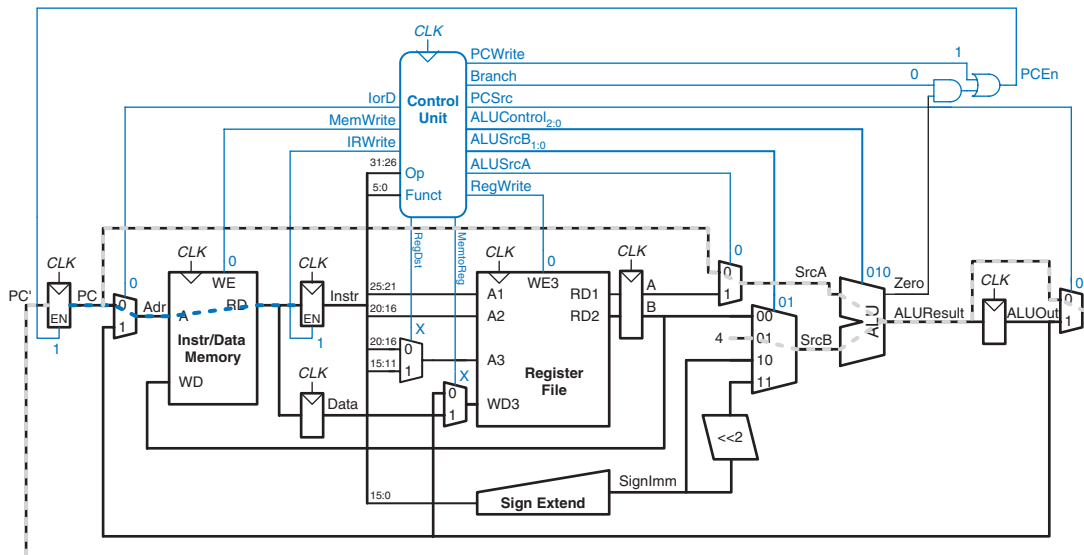 CLK
PCWrite
1
Branch
0
PCEn
IorD
Control
Unit
PCSrc
MemWrite
ALUControl2:0
IRWrite
ALUSrcB1:0
31:26
Op
ALUSrcA
5:0
Funct
RegWrite
RegDst
MemtoReg
CLK
CLK
CLK
CLK
CLK
CLK
0
0
0
0
0
010
01
PC'
PC
EN
1
0
1
Adr
A
WE
RD
Instr/Data
Memory
WD
EN
1
Instr
CLK
Data
25:21
20:16
20:16
15:11
X
0
1
X
0
1
A1
A2
A3
WD3
WE3
RD1
RD2
Register
File
A
B
0
1
SrcA
4
00
01
10
11
SrcB
ALU
Zero
ALUResult
ALUOut
0
1
<<2
SignImm
15:0
Sign Extend